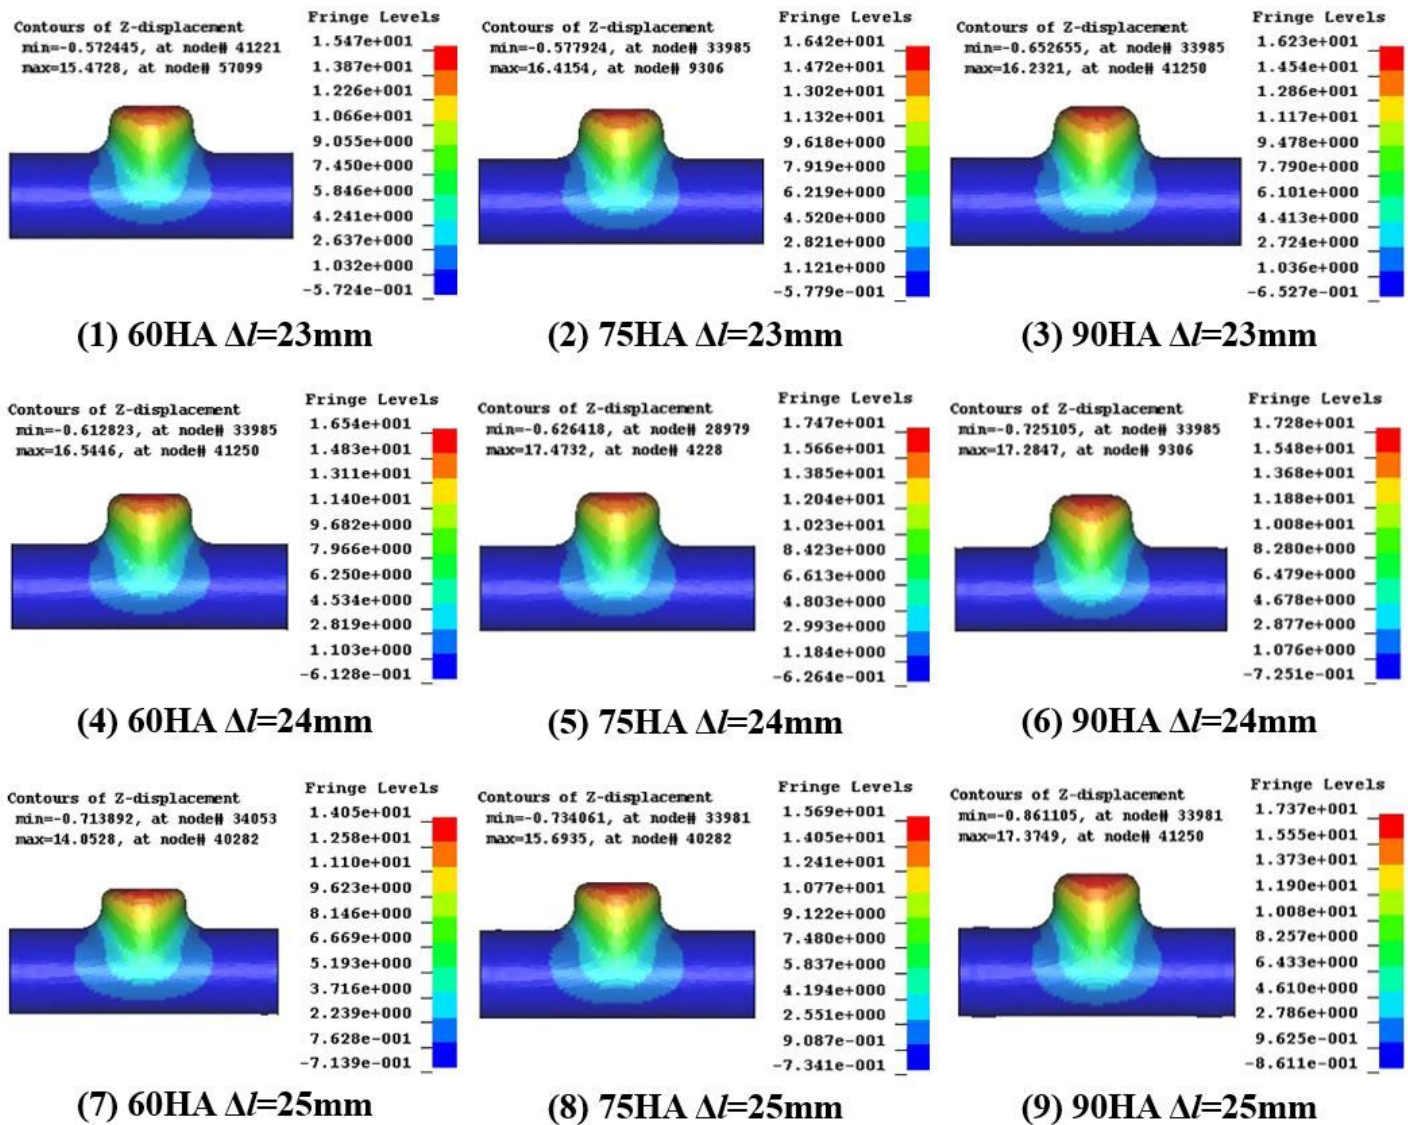 Contours of Z-displacement
min=-0.572445, at node# 41221
max=15.4728, at node# 57099
Fringe Levels
1.547e+001
1.387e+001
1.226e+001
1.066e+001
9.055e+000
7.450e+000
5.846e+000
4.241e+000
2.637e+000
1.032e+000
-5.724e-001
(1) 60HA Δl=23mm
Contours of Z-displacement
min=-0.577924, at node# 33985
max=16.4154, at node# 9306
Fringe Levels
1.642e+001
1.472e+001
1.302e+001
1.132e+001
9.618e+000
7.919e+000
6.219e+000
4.520e+000
2.821e+000
1.121e+000
-5.779e-001
(2) 75HA Δl=23mm
Contours of Z-displacement
min=-0.652655, at node# 33985
max=16.2321, at node# 41250
Fringe Levels
1.623e+001
1.454e+001
1.286e+001
1.117e+001
9.478e+000
7.790e+000
6.101e+000
4.413e+000
2.724e+000
1.036e+000
-6.527e-001
(3) 90HA Δl=23mm
Contours of Z-displacement
min=-0.612823, at node# 33985
max=16.5446, at node# 41250
Fringe Levels
1.654e+001
1.483e+001
1.311e+001
1.140e+001
9.682e+000
7.966e+000
6.250e+000
4.534e+000
2.819e+000
1.103e+000
-6.128e-001
(4) 60HA Δl=24mm
Contours of Z-displacement
min=-0.626418, at node# 28979
max=17.4732, at node# 4228
Fringe Levels
1.747e+001
1.566e+001
1.385e+001
1.204e+001
1.023e+001
8.423e+000
6.613e+000
4.803e+000
2.993e+000
1.184e+000
-6.264e-001
(5) 75HA Δl=24mm
Contours of Z-displacement
min=-0.725105, at node# 33985
max=17.2847, at node# 9306
Fringe Levels
1.728e+001
1.548e+001
1.368e+001
1.188e+001
1.008e+001
8.280e+000
6.479e+000
4.678e+000
2.877e+000
1.076e+000
-7.251e-001
(6) 90HA Δl=24mm
Contours of Z-displacement
min=-0.713892, at node# 34053
max=14.0528, at node# 40282
Fringe Levels
1.405e+001
1.258e+001
1.110e+001
9.623e+000
8.146e+000
6.669e+000
5.193e+000
3.716e+000
2.239e+000
7.628e-001
-7.139e-001
(7) 60HA Δl=25mm
Contours of Z-displacement
min=-0.734061, at node# 33981
max=15.6935, at node# 40282
Fringe Levels
1.569e+001
1.405e+001
1.241e+001
1.077e+001
9.122e+000
7.480e+000
5.837e+000
4.194e+000
2.551e+000
9.087e-001
-7.341e-001
(8) 75HA Δl=25mm
Contours of Z-displacement
min=-0.861105, at node# 33981
max=17.3749, at node# 41250
Fringe Levels
1.737e+001
1.555e+001
1.373e+001
1.190e+001
1.008e+001
8.257e+000
6.433e+000
4.610e+000
2.786e+000
9.625e-001
-8.611e-001
(9) 90HA Δl=25mm